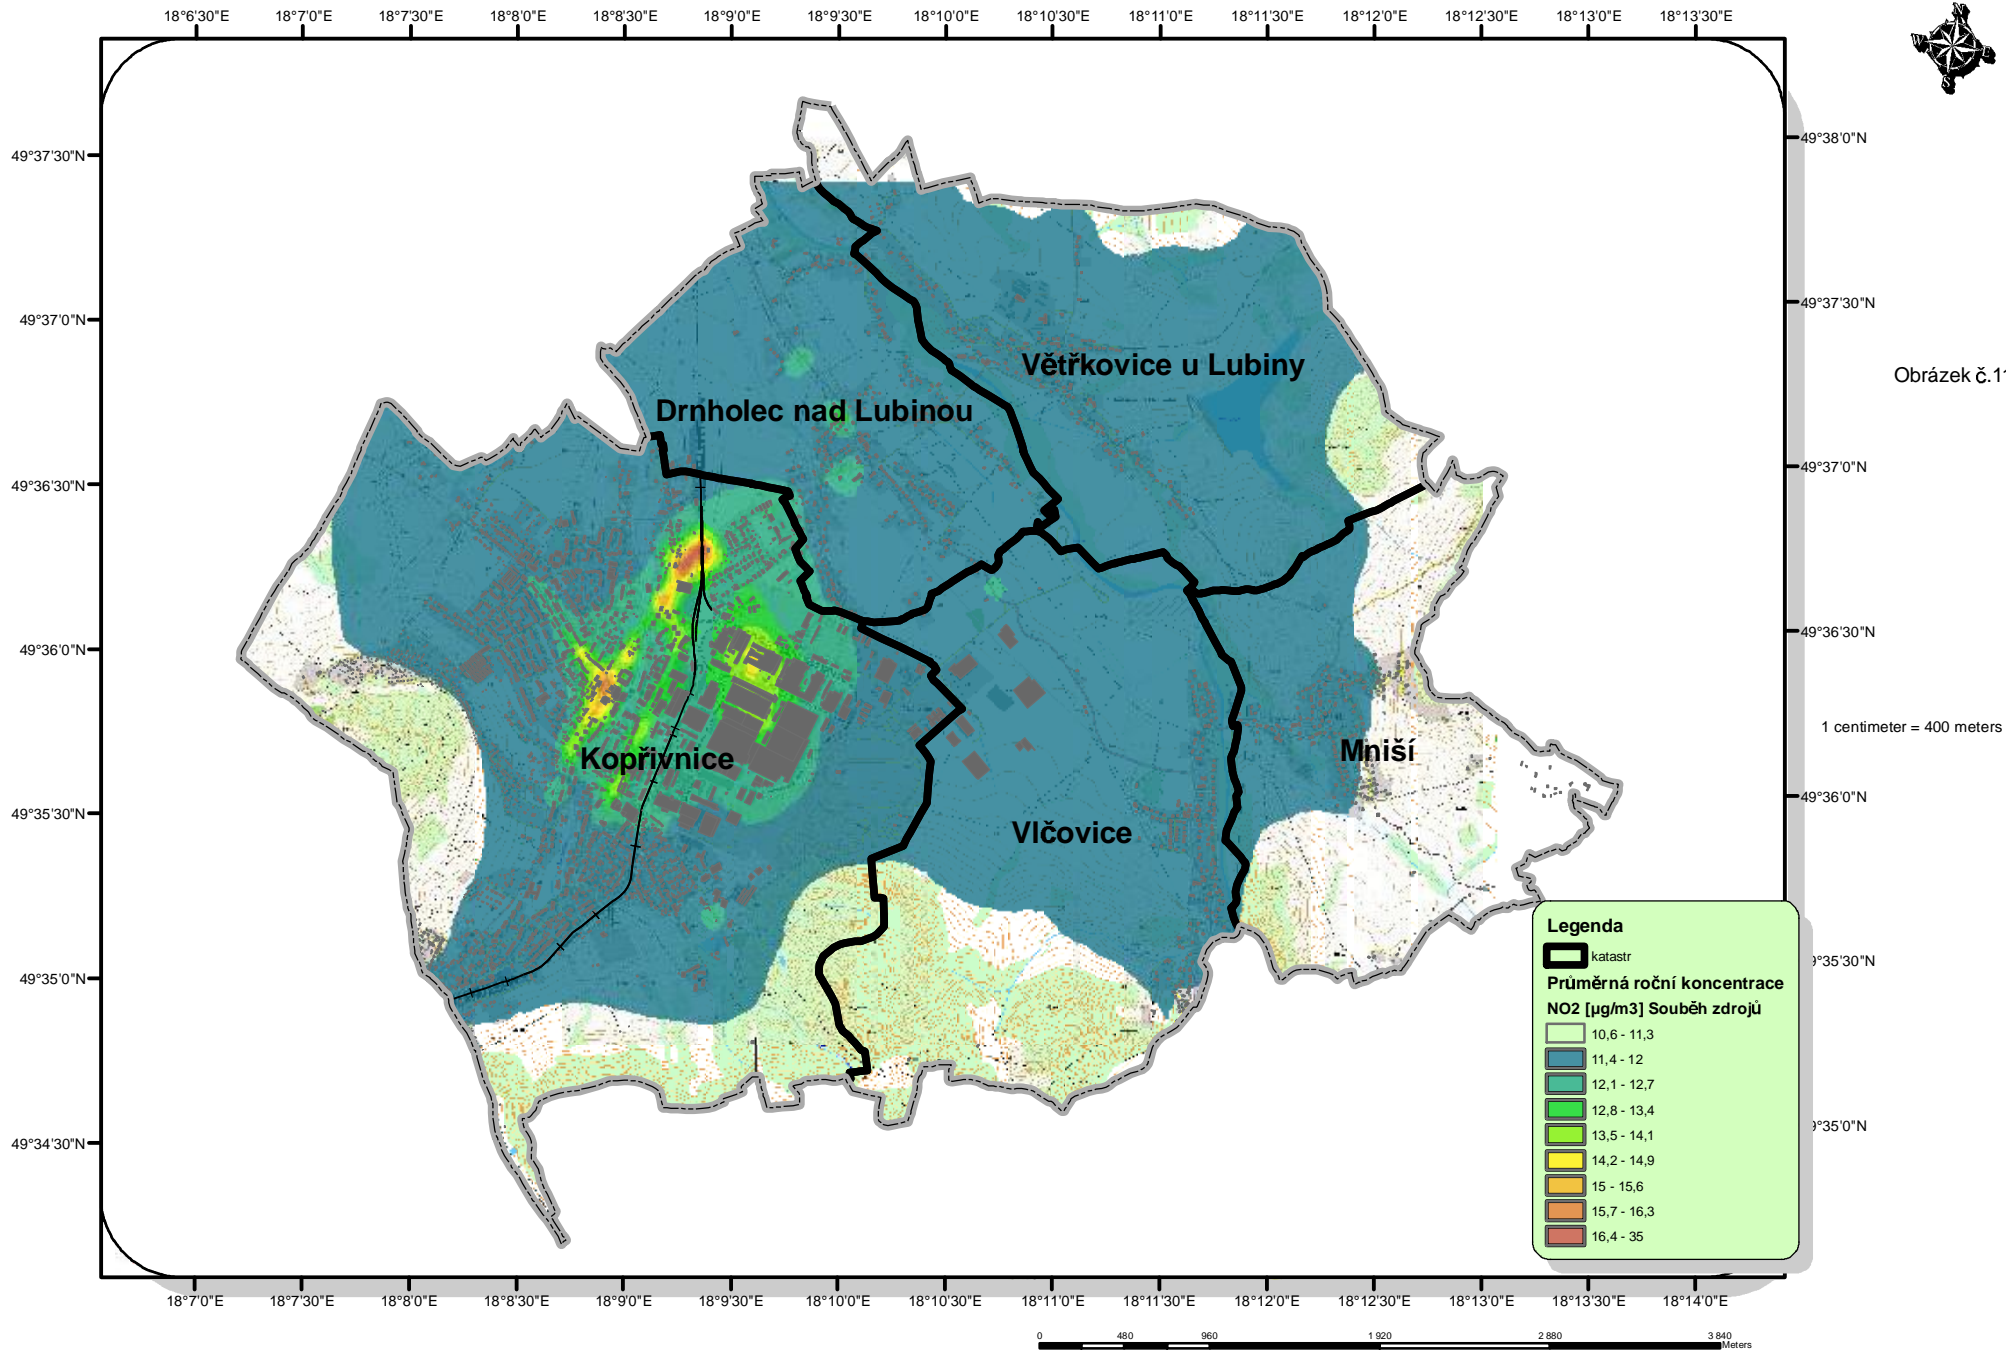 18°6'30"E 18°7'0"E 18°7'30"E 18°8'0"E 18°8'30"E 18°9'0"E 18°9'30"E 18°10'0"E 18°10'30"E 18°11'0"E 18°11'30"E 18°12'0"E 18°12'30"E 18°13'0"E 18°13'30"E
N
W
E
S
49°37'30"N
49°37'0"N
49°36'30"N
49°36'0"N
49°35'30"N
49°35'0"N
49°34'30"N
Větřkovice u Lubiny
Drnholec nad Lubinou
Kopřivnice
Mniší
Vlčovice
49°38'0"N
49°37'30"N
Obrázek č.11
49°37'0"N
49°36'30"N
1 centimeter = 400 meters
49°36'0"N
9°35'30"N
9°35'0"N
Legenda
katastr
Průměrná roční koncentrace
NO2 [µg/m3] Souběh zdrojů
10,6 - 11,3
11,4 - 12
12,1 - 12,7
12,8 - 13,4
13,5 - 14,1
14,2 - 14,9
15 - 15,6
15,7 - 16,3
16,4 - 35
18°7'0"E 18°7'30"E 18°8'0"E 18°8'30"E 18°9'0"E 18°9'30"E 18°10'0"E 18°10'30"E 18°11'0"E 18°11'30"E 18°12'0"E 18°12'30"E 18°13'0"E 18°13'30"E 18°14'0"E
0 480 960 1 920 2 880 3 840
Meters